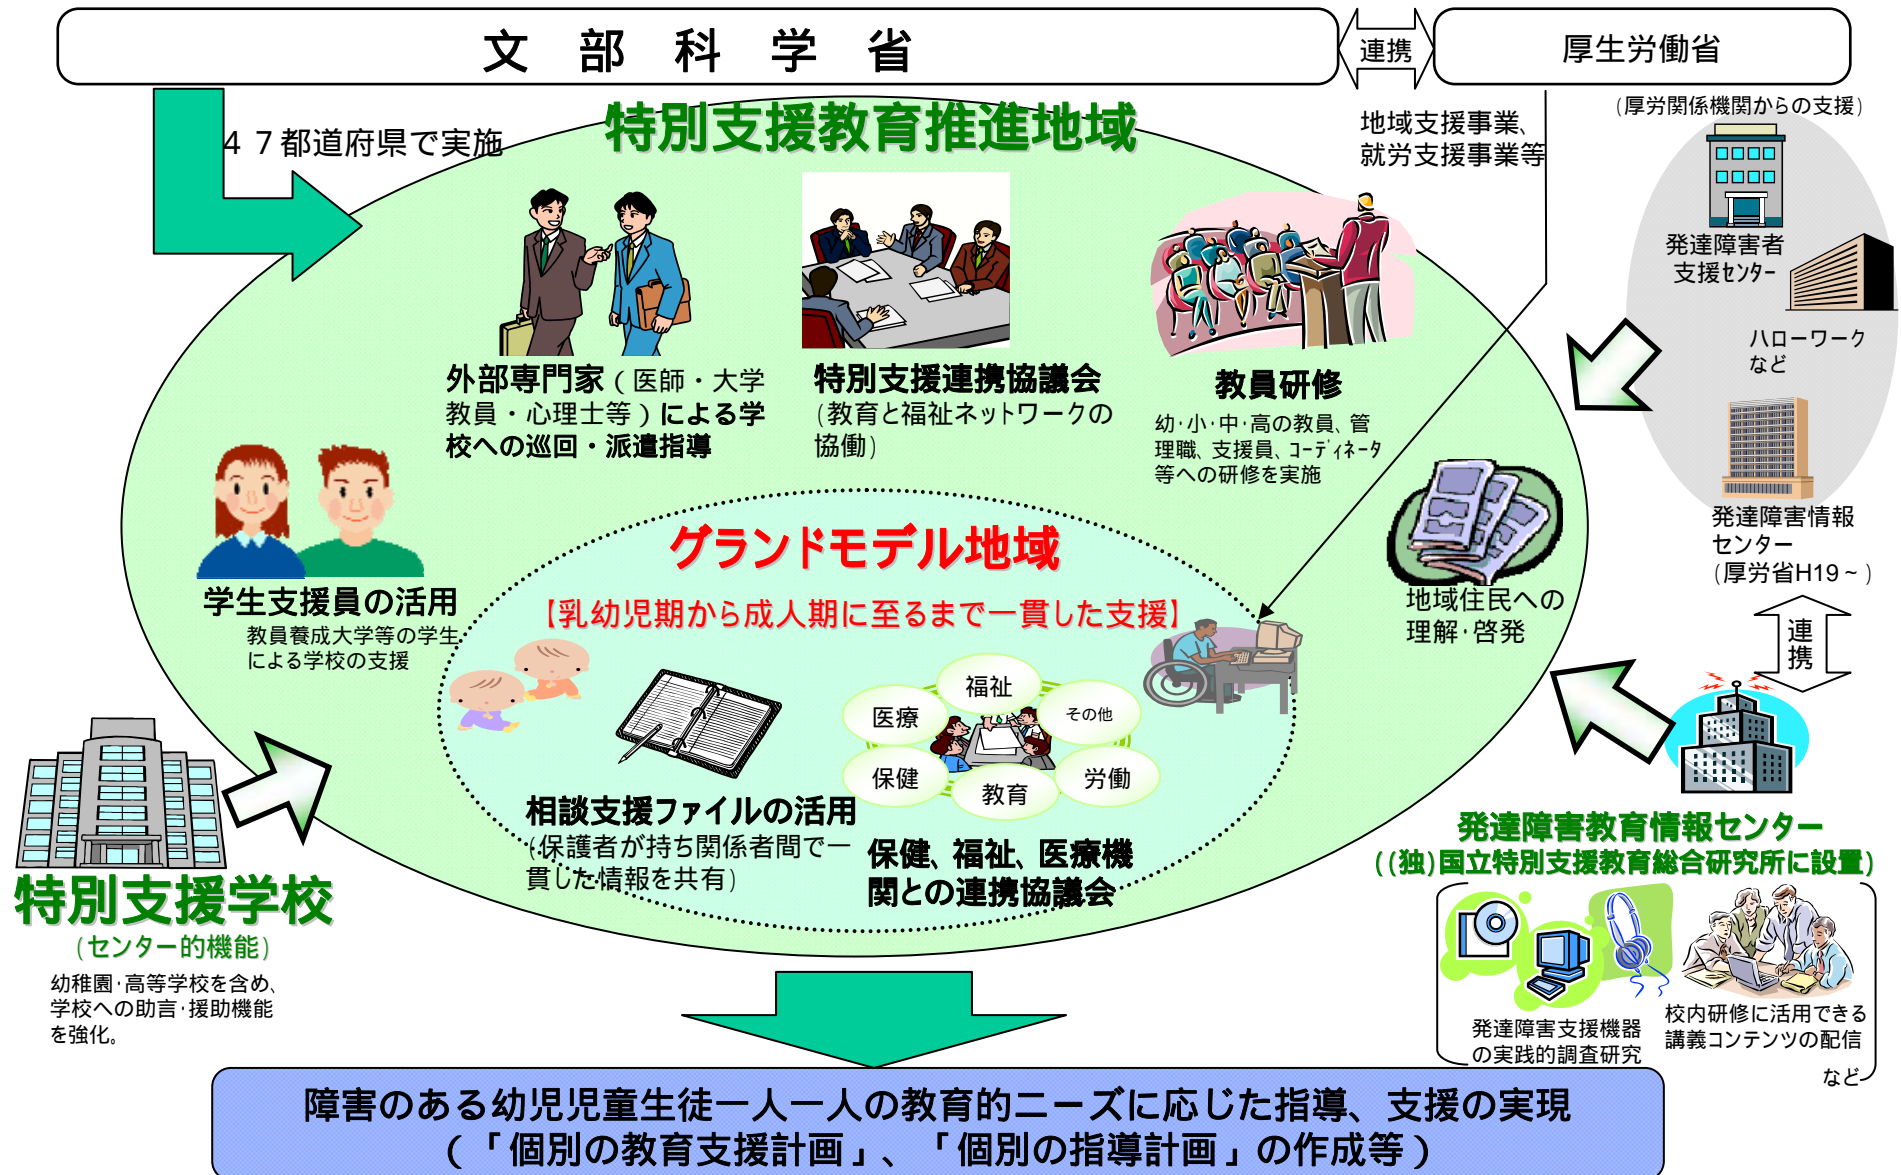 文部科学省
連携
厚生労働省
47都道府県で実施
特別支援教育推進地域
地域支援事業、
就労支援事業等
(厚労関係機関からの支援)
発達障害者
支援センター
ハローワーク
など
発達障害情報
センター
(厚労省H19~)
連
携
外部専門家(医師・大学
教員・心理士等)による学
校への巡回・派遣指導
特別支援連携協議会
(教育と福祉ネットワークの
協働)
教員研修
幼・小・中・高の教員、管
理職、支援員、コーディネータ
等への研修を実施
学生支援員の活用
教員養成大学等の学生
による学校の支援
地域住民への
理解・啓発
グランドモデル地域
【乳幼児期から成人期に至るまで一貫した支援】
相談支援ファイルの活用
(保護者が持ち関係者間で一
貫した情報を共有)
福祉
医療
その他
保健
教育
労働
保健、福祉、医療機
関との連携協議会
特別支援学校
(センター的機能)
幼稚園・高等学校を含め、
学校への助言・援助機能
を強化。
発達障害教育情報センター
((独)国立特別支援教育総合研究所に設置)
発達障害支援機器
の実践的調査研究
校内研修に活用できる
講義コンテンツの配信
など
障害のある幼児児童生徒一人一人の教育的ニーズに応じた指導、支援の実現
(「個別の教育支援計画」、「個別の指導計画」の作成等)